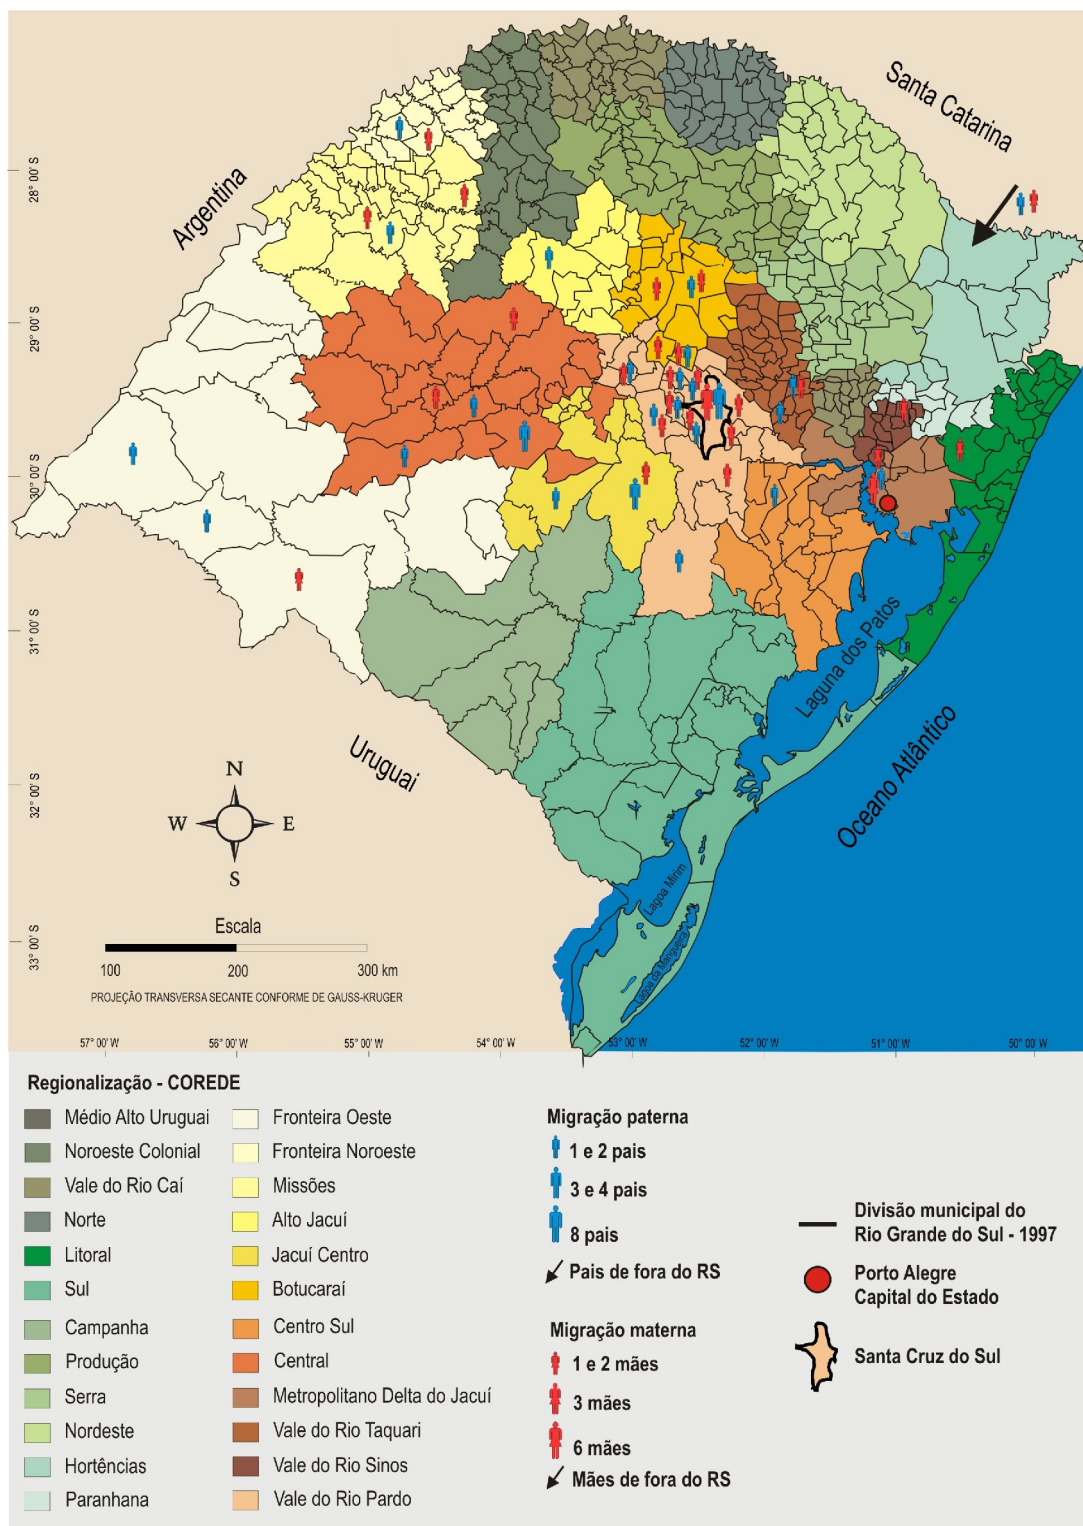 Santa Catarina
Argentina
28° 00' S
29° 00' S
30° 00' S
31° 00' S
32° 00' S
33° 00' S
Laguna dos Patos
Uruguai
Oceano Atlântico
N
W
E
S
Lagoa Mirim
Lagoa da Mangueira
Escala
100
200
300 km
PROJEÇÃO TRANSVERSA SECANTE CONFORME DE GAUSS-KRUGER
57° 00' W
56° 00' W
55° 00' W
54° 00' W
53° 00' W
52° 00' W
51° 00' W
50° 00' W
Regionalização - COREDE
Médio Alto Uruguai
Noroeste Colonial
Vale do Rio Caí
Norte
Litoral
Sul
Campanha
Produção
Serra
Nordeste
Hortências
Paranhana
Fronteira Oeste
Fronteira Noroeste
Missões
Alto Jacuí
Jacuí Centro
Botucaraí
Centro Sul
Central
Metropolitano Delta do Jacuí
Vale do Rio Taquari
Vale do Rio Sinos
Vale do Rio Pardo
Migração paterna
1 e 2 pais
3 e 4 pais
8 pais
Pais de fora do RS
Migração materna
1 e 2 mães
3 mães
6 mães
Mães de fora do RS
Divisão municipal do
Rio Grande do Sul - 1997
Porto Alegre
Capital do Estado
Santa Cruz do Sul